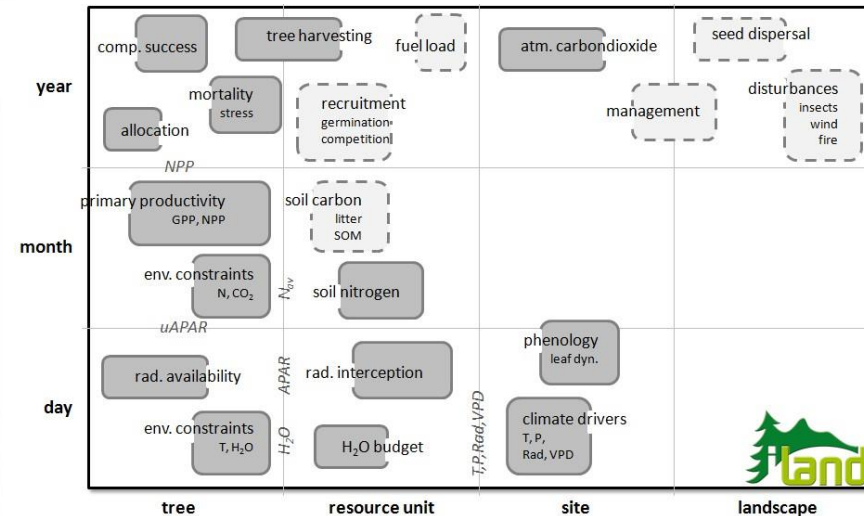 year
comp. success
tree harvesting
fuel load
atm. carbondioxide
seed dispersal
mortality
stress
allocation
recruitment
germination
competition
management
disturbances
insects
wind
fire
NPP
month
primary productivity
GPP, NPP
soil carbon
litter
SOM
env. constraints
N, CO₂
Nav
soil nitrogen
uAPAR
day
rad. availability
APAR
rad. interception
phenology
leaf dyn.
env. constraints
T, H₂O
H₂O
H₂O budget
T,P,Rad,VPD
climate drivers
T, P,
Rad, VPD
land
tree
resource unit
site
landscape